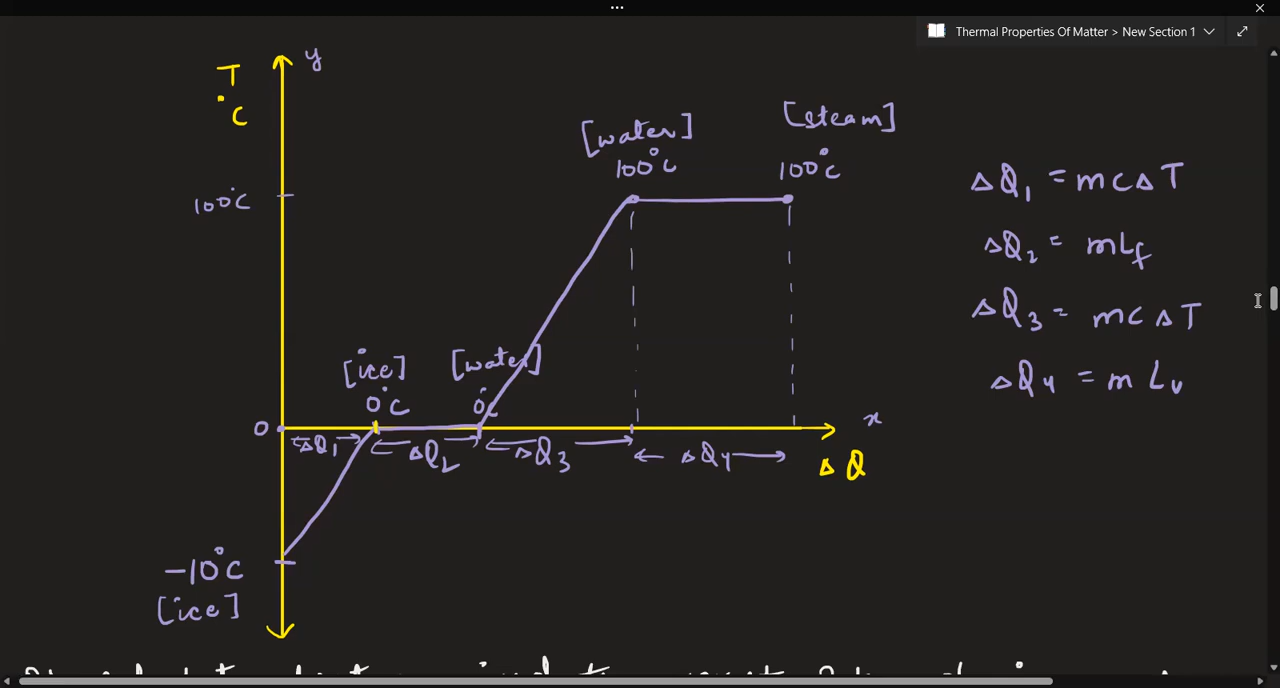 Thermal Properties Of Matter > New Section 1
y
T
°C
[steam]
[water]
100°C
100°C
100°C
ΔQ1 = mcΔT
ΔQ2 = mLf
ΔQ3 = mcΔT
ΔQ4 = mLv
[ice]
[water]
0°C
0°C
x
0
ΔQ1
ΔQ2
ΔQ3
ΔQ4
ΔQ
-10°C
[ice]